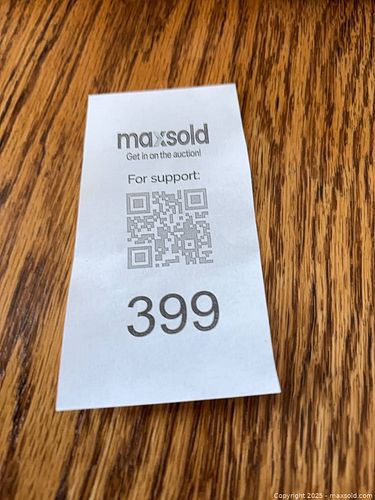 maxsold
Get in on the auction!
For support:
399
Copyright 2025 - maxsold.com